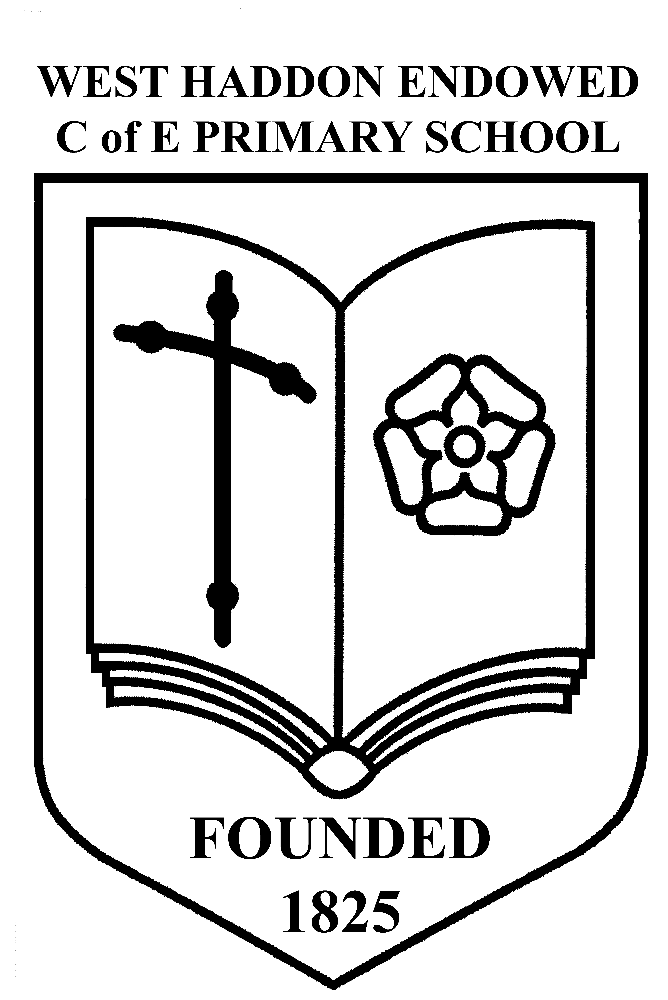 WEST HADDON ENDOWED
C of E PRIMARY SCHOOL
FOUNDED
1825